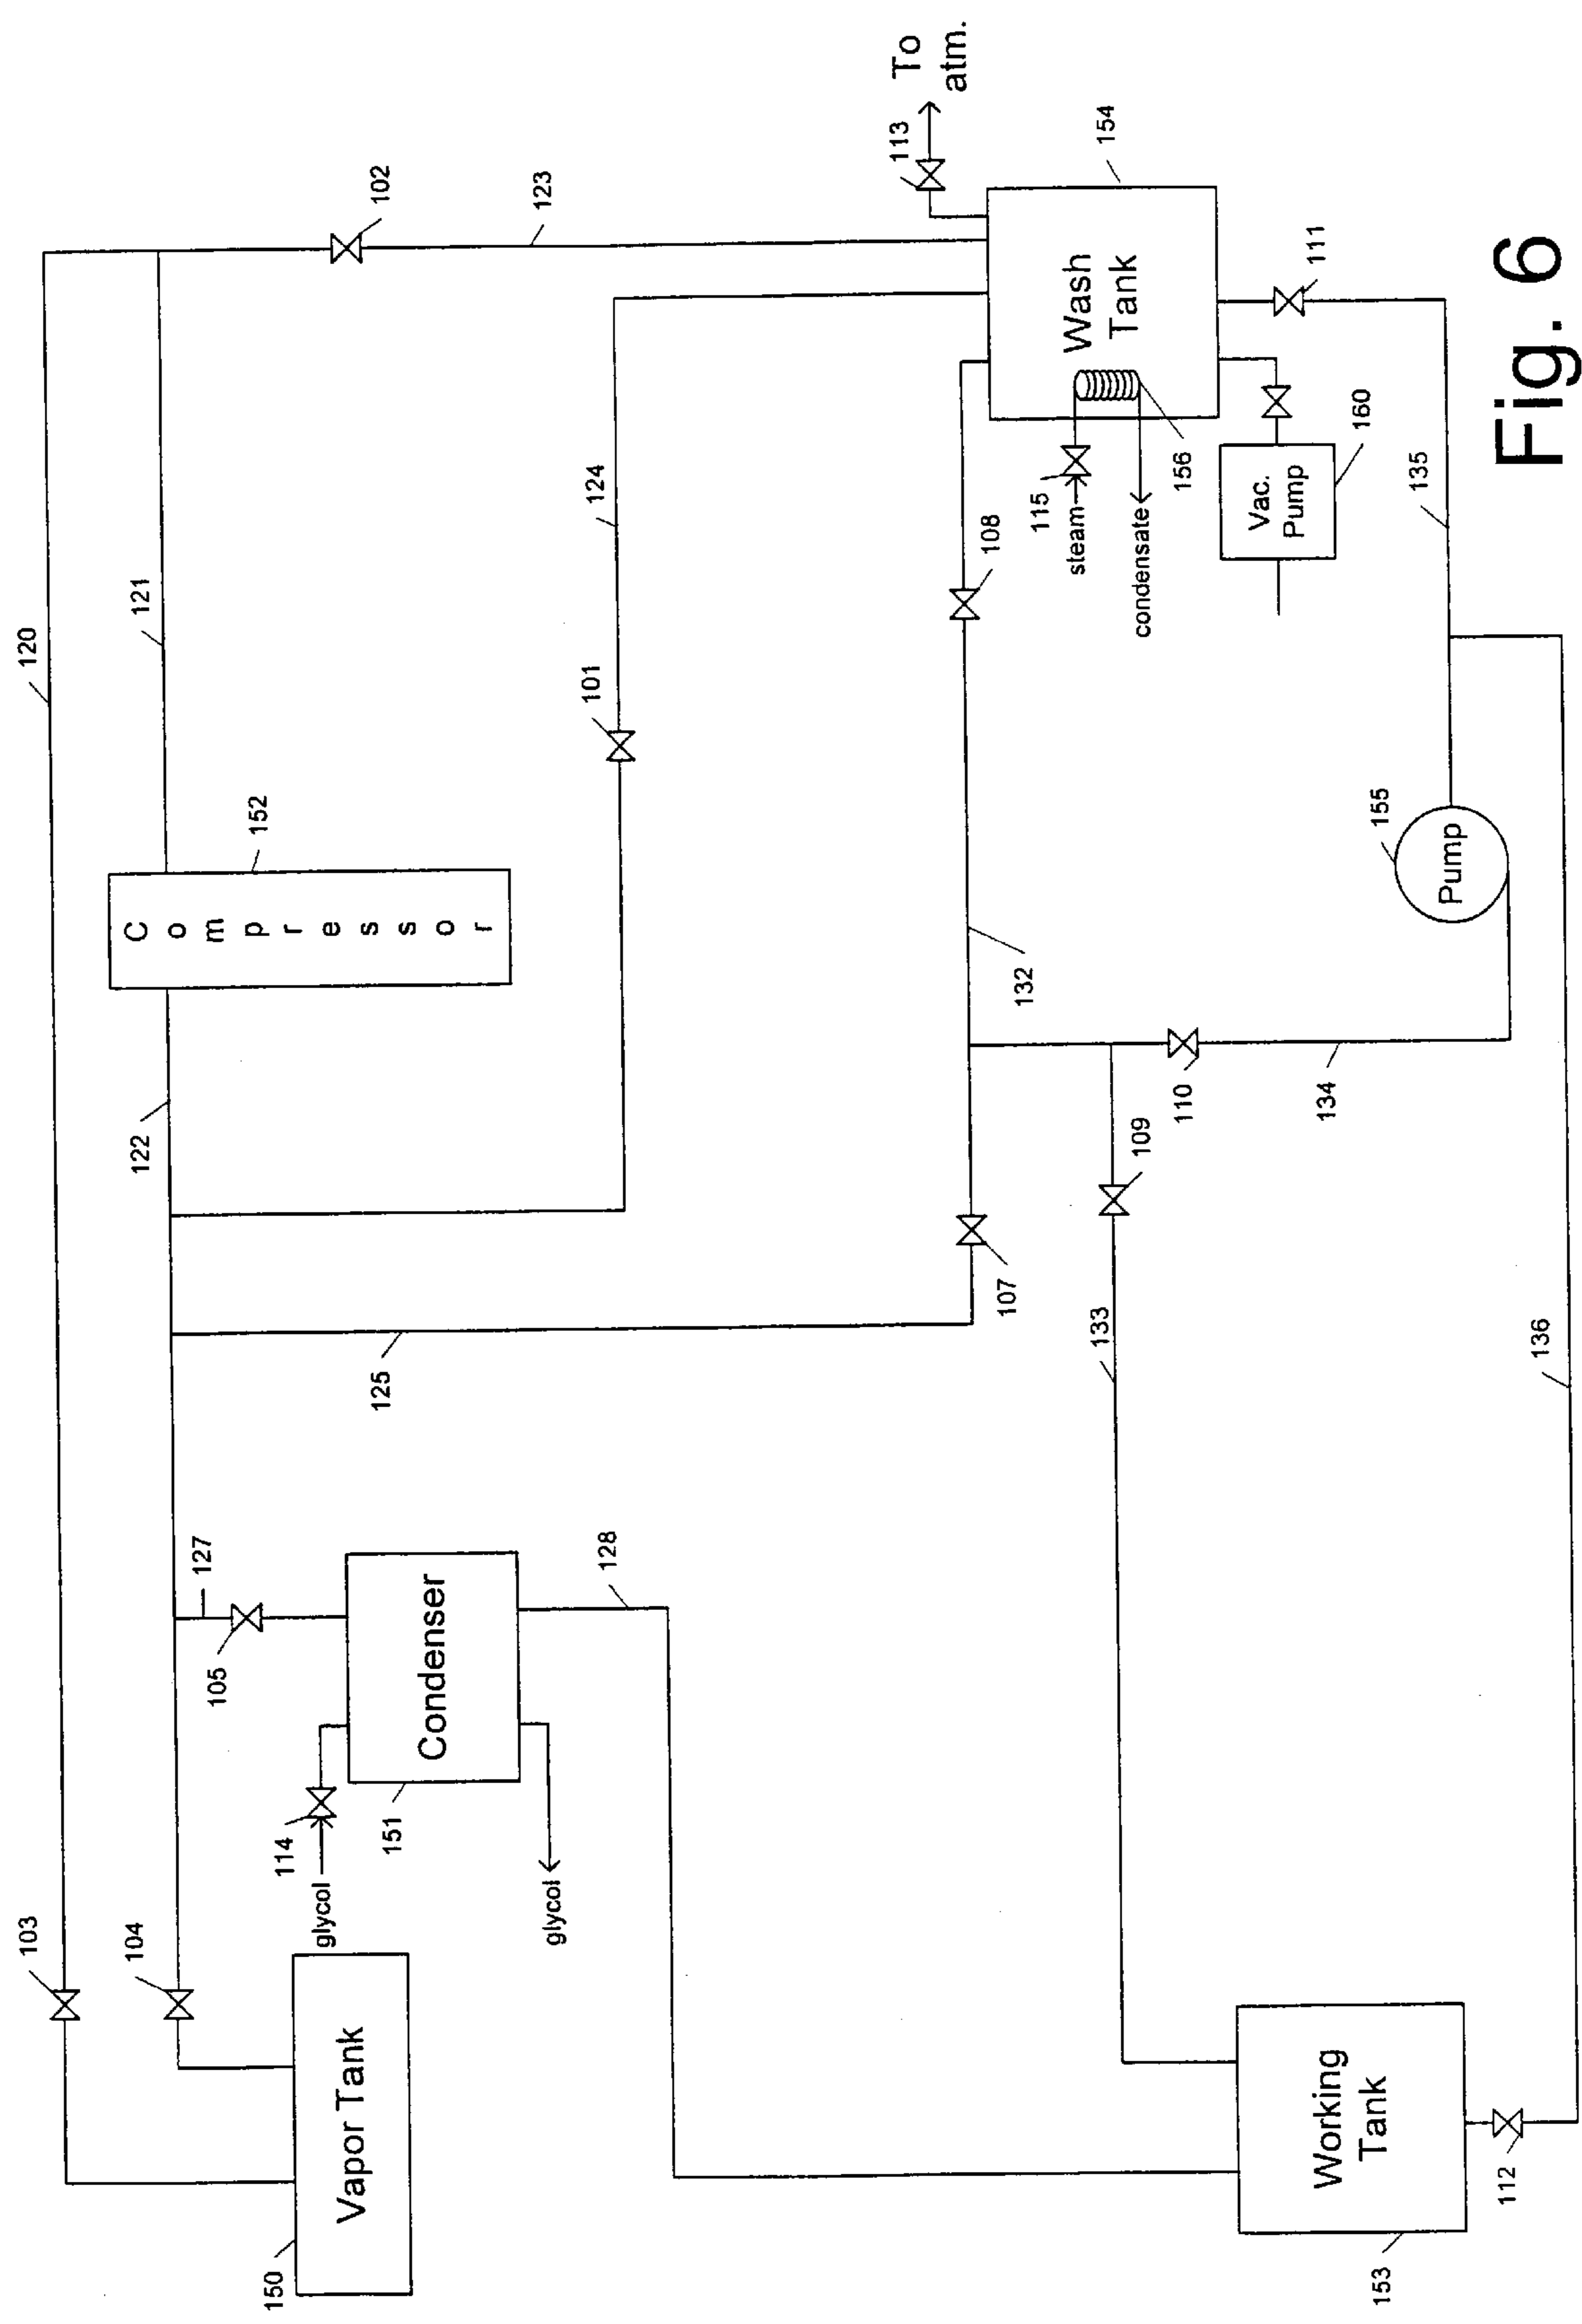 103
120
104
122
121
C
o
m
p
r
e
s
s
o
r
152
127
105
150
114
glycol
Vapor Tank
151
Condenser
glycol
125
102
123
128
101
124
113
To
atm.
108
107
132
115
steam
Wash
Tank
154
condensate
156
133
109
110
134
Vac.
Pump
160
111
135
155
Pump
Working
Tank
153
112
136
Fig. 6